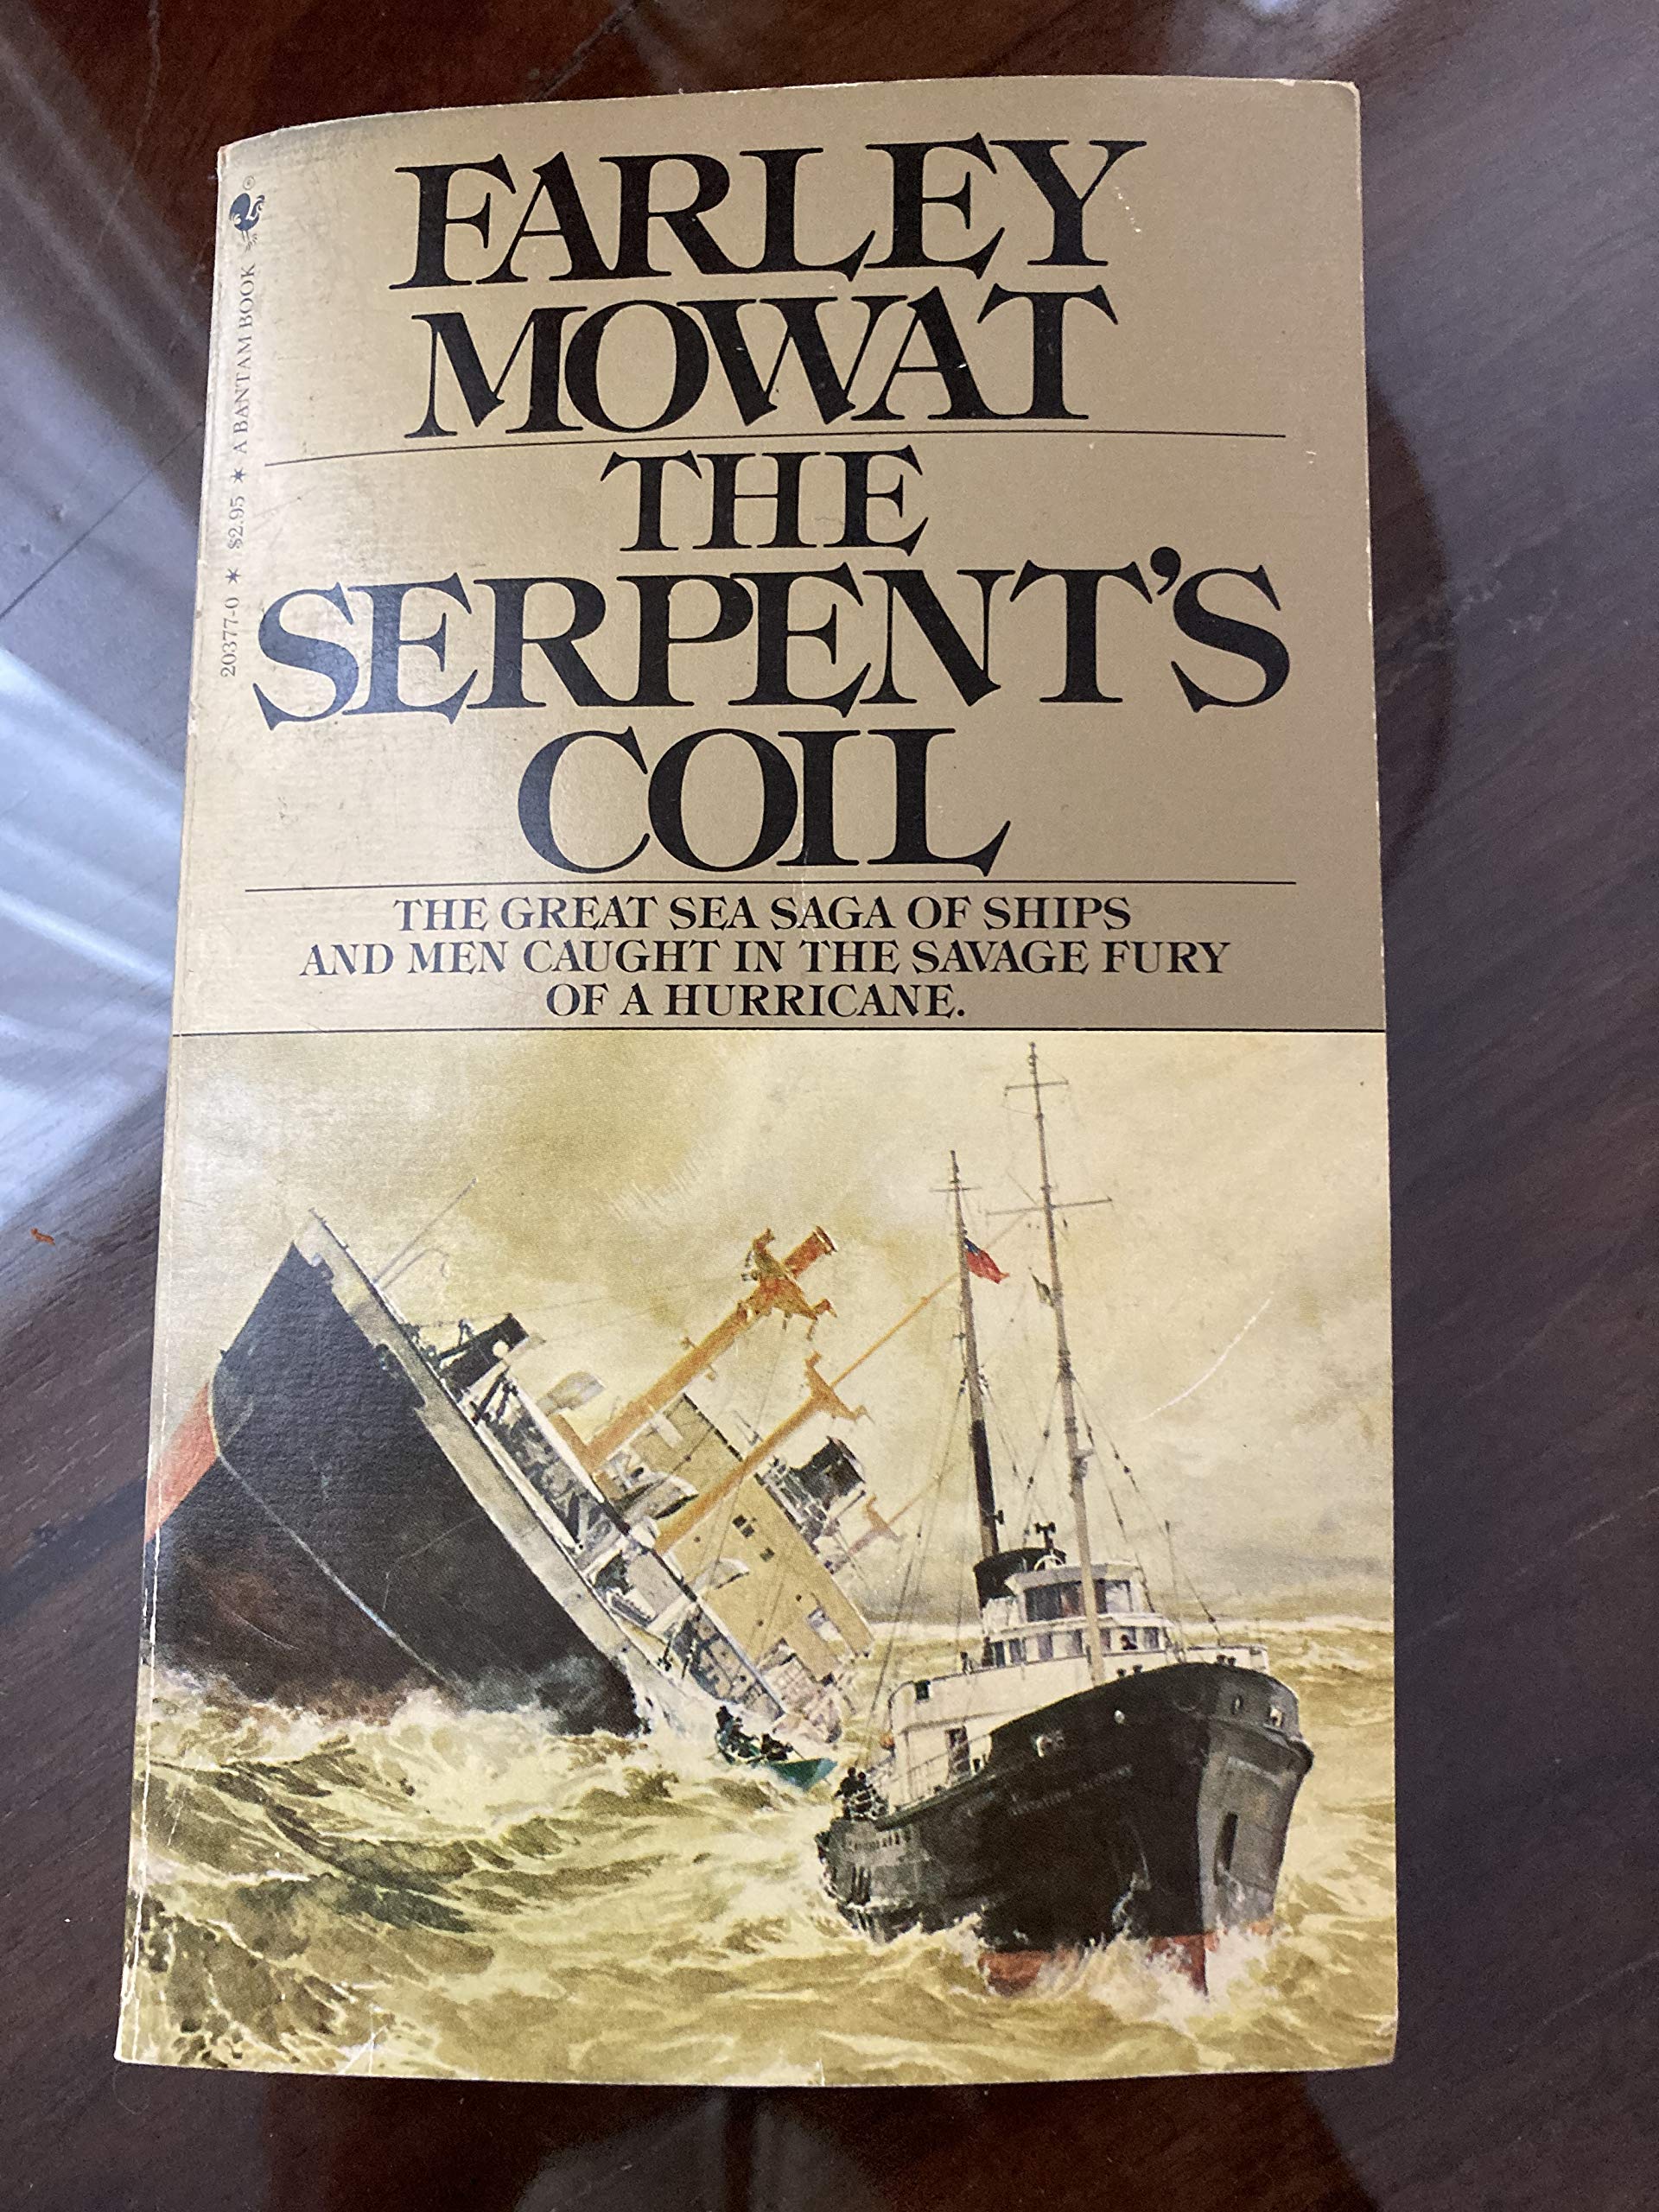 FARLEY
MOWAT
THE
SERPENT'S
COIL
THE GREAT SEA SAGA OF SHIPS
AND MEN CAUGHT IN THE SAVAGE FURY
OF A HURRICANE.
20377-0 * $2.95 * A BANTAM BOOK ®